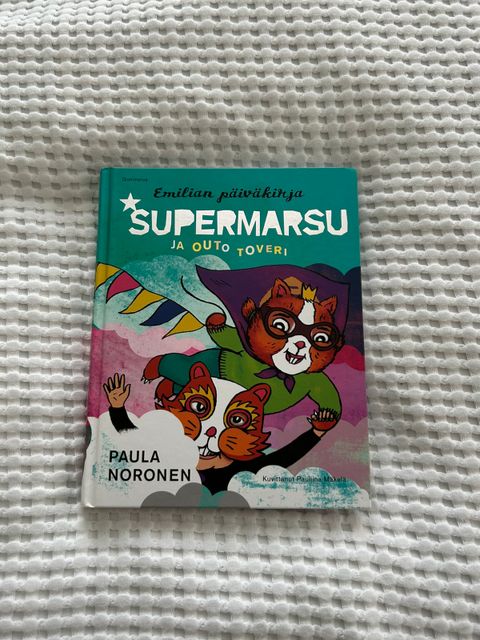 Emilian päiväkirja
SUPERMARSU
JA OUTO TOVERI
PAULA
NORONEN
Kuvittanut Pauliina Mäkelä